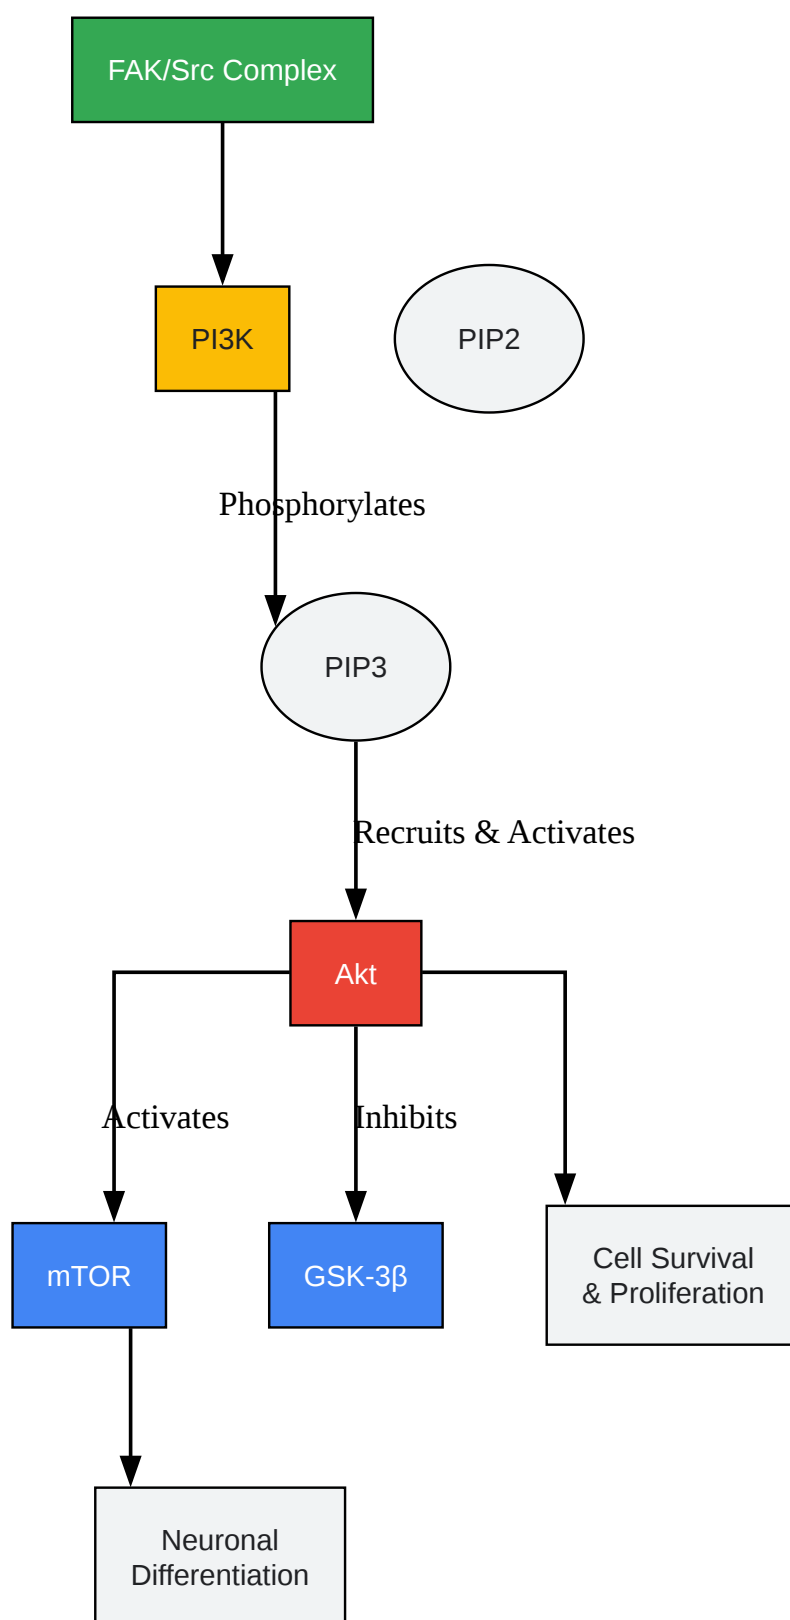 FAK/Src Complex
PI3K
PIP2
Phosphorylates
PIP3
Recruits & Activates
Akt
Activates
Inhibits
mTOR
GSK-3β
Cell Survival
& Proliferation
Neuronal
Differentiation